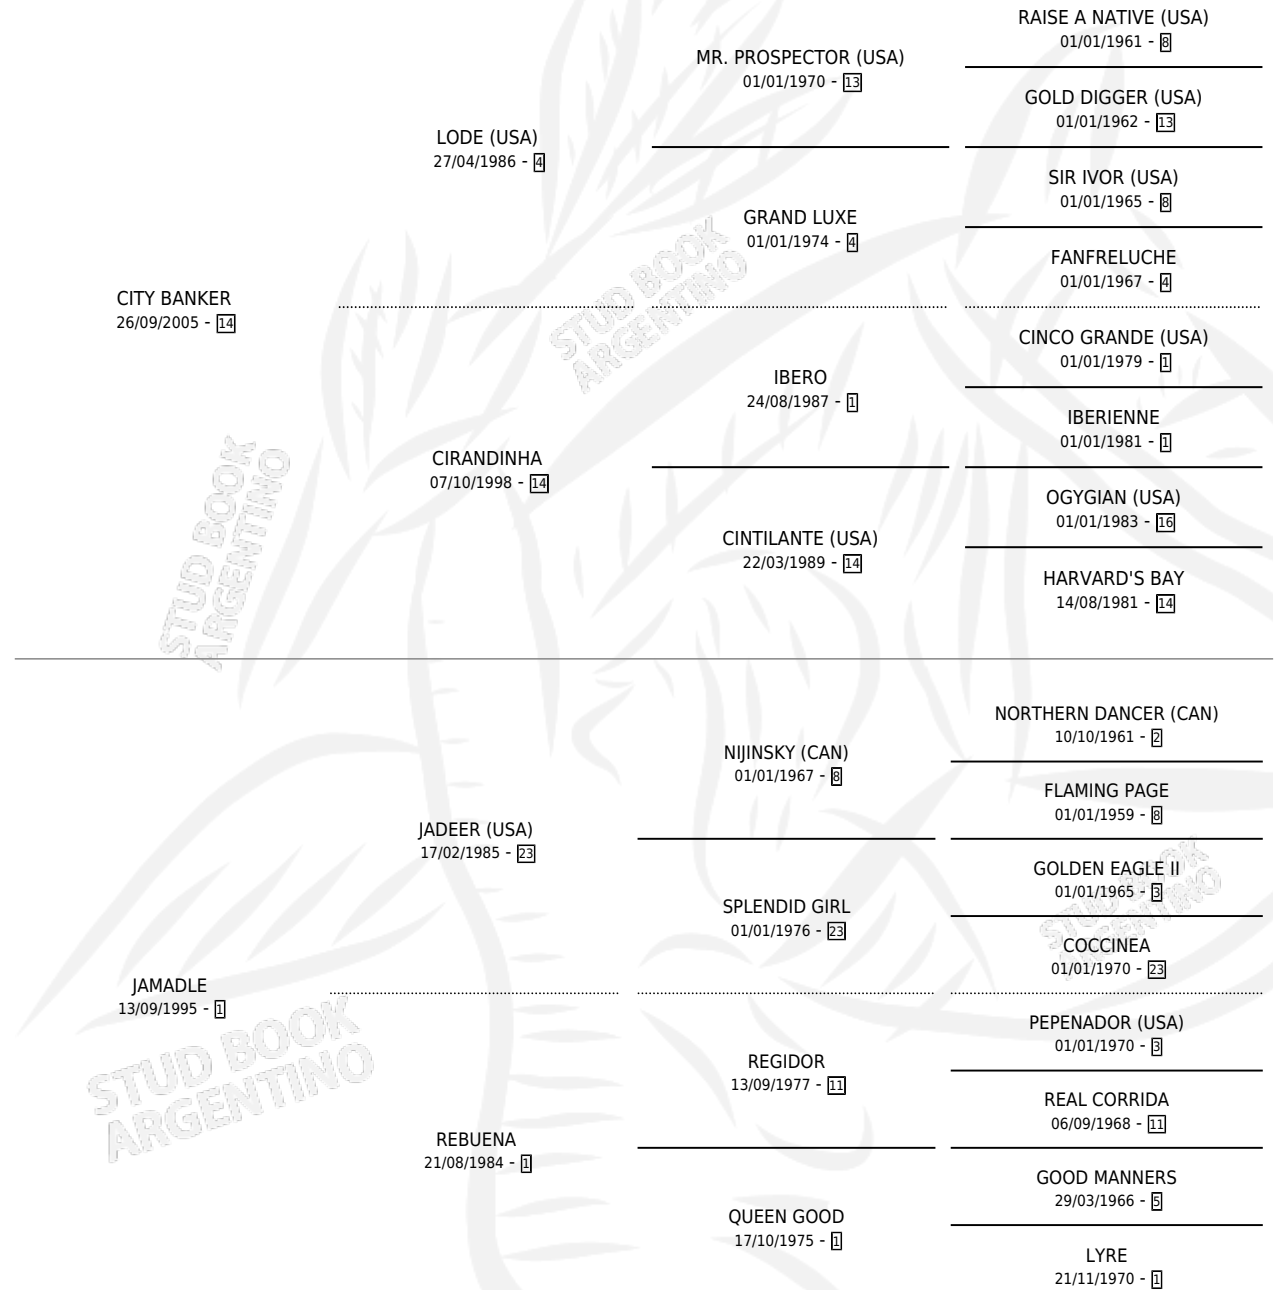 RAISE A NATIVE (USA)
01/01/1961 - 8
MR. PROSPECTOR (USA)
01/01/1970 - 13
GOLD DIGGER (USA)
01/01/1962 - 13
LODE (USA)
27/04/1986 - 4
SIR IVOR (USA)
01/01/1965 - 8
GRAND LUXE
01/01/1974 - 4
FANFRELUCHE
01/01/1967 - 4
CITY BANKER
26/09/2005 - 14
CINCO GRANDE (USA)
01/01/1979 - 1
IBERO
24/08/1987 - 1
IBERIENNE
01/01/1981 - 1
CIRANDINHA
07/10/1998 - 14
OGYGIAN (USA)
01/01/1983 - 16
CINTILANTE (USA)
22/03/1989 - 14
HARVARD'S BAY
14/08/1981 - 14
STUD BOOK
ARGENTINO
STUD BOOK
ARGENTINO
NORTHERN DANCER (CAN)
10/10/1961 - 2
NIJINSKY (CAN)
01/01/1967 - 8
FLAMING PAGE
01/01/1959 - 8
JADEER (USA)
17/02/1985 - 23
GOLDEN EAGLE II
01/01/1965 - 3
SPLENDID GIRL
01/01/1976 - 23
COCCINEA
01/01/1970 - 23
STUD BOOK
ARGENTINO
JAMADLE
13/09/1995 - 1
PEPENADOR (USA)
01/01/1970 - 3
REGIDOR
13/09/1977 - 11
REAL CORRIDA
06/09/1968 - 11
REBUENA
21/08/1984 - 1
GOOD MANNERS
29/03/1966 - 5
QUEEN GOOD
17/10/1975 - 1
LYRE
21/11/1970 - 1
STUD BOOK
ARGENTINO